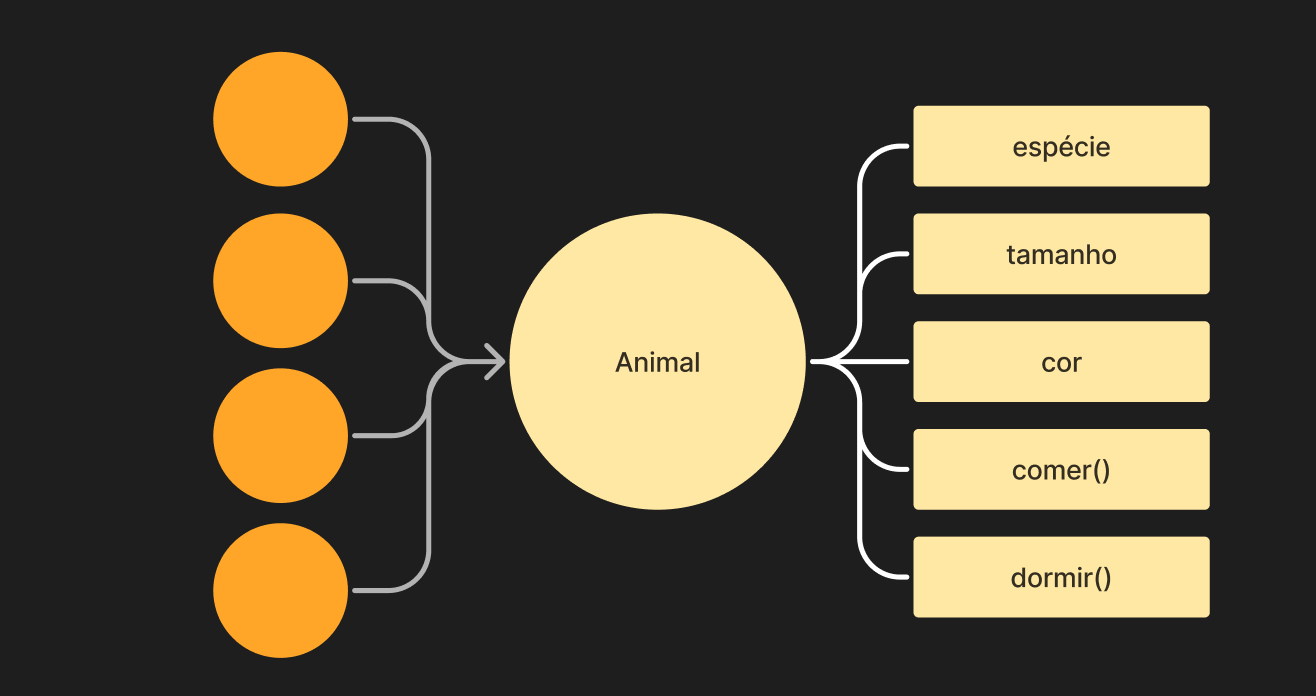 Animal
espécie
tamanho
cor
comer()
dormir()